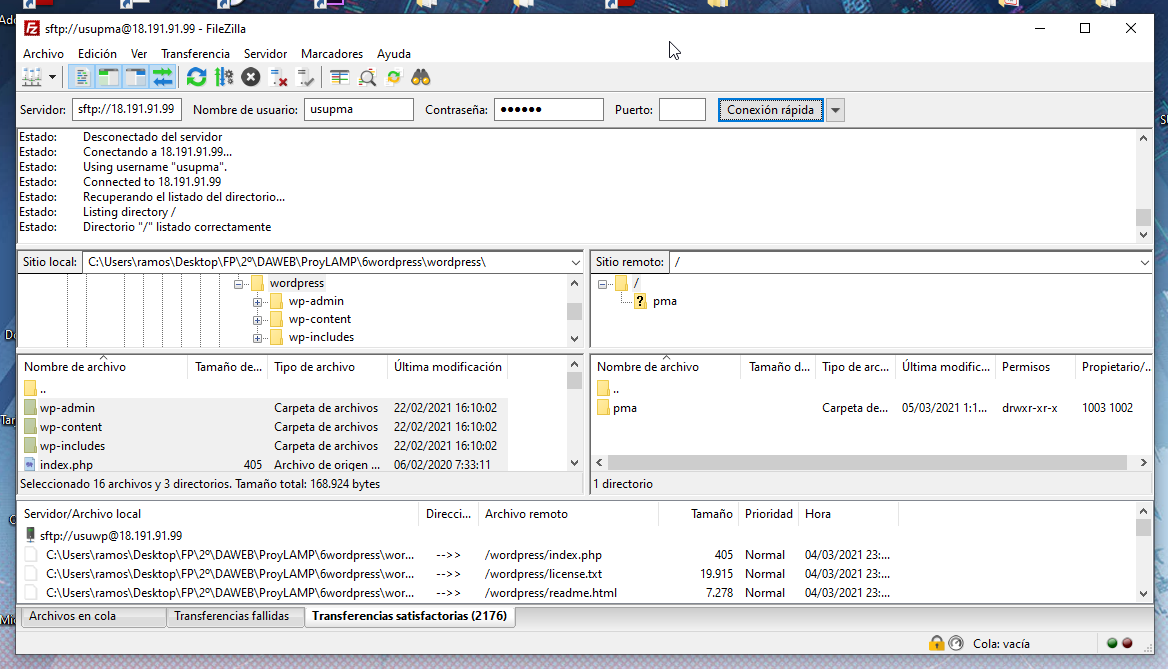 sftp://usupma@18.191.91.99 - FileZilla
Archivo Edición Ver Transferencia Servidor Marcadores Ayuda
Servidor: sftp://18.191.91.99 Nombre de usuario: usupma Contraseña: ●●●●●● Puerto: Conexión rápida
Estado: Desconectado del servidor
Estado: Conectando a 18.191.91.99...
Estado: Using username "usupma".
Estado: Connected to 18.191.91.99
Estado: Recuperando el listado del directorio...
Estado: Listing directory /
Estado: Directorio "/" listado correctamente
Sitio local: C:\Users\ramos\Desktop\FP\2º\DAWEB\ProyLAMP\6wordpress\wordpress\
wordpress
wp-admin
wp-content
wp-includes
Sitio remoto: /
/
pma
Nombre de archivo Tamaño de... Tipo de archivo Última modificación
..
wp-admin Carpeta de archivos 22/02/2021 16:10:02
wp-content Carpeta de archivos 22/02/2021 16:10:02
wp-includes Carpeta de archivos 22/02/2021 16:10:02
index.php 405 Archivo de origen ... 06/02/2020 7:33:11
Seleccionado 16 archivos y 3 directorios. Tamaño total: 168.924 bytes
Nombre de archivo Tamaño d... Tipo de arc... Última modific... Permisos Propietario/...
..
pma Carpeta de... 05/03/2021 1:1... drwxr-xr-x 1003 1002
1 directorio
Servidor/Archivo local Direcci... Archivo remoto Tamaño Prioridad Hora
sftp://usuwp@18.191.91.99
C:\Users\ramos\Desktop\FP\2º\DAWEB\ProyLAMP\6wordpress\wor... -->> /wordpress/index.php 405 Normal 04/03/2021 23:...
C:\Users\ramos\Desktop\FP\2º\DAWEB\ProyLAMP\6wordpress\wor... -->> /wordpress/license.txt 19.915 Normal 04/03/2021 23:...
C:\Users\ramos\Desktop\FP\2º\DAWEB\ProyLAMP\6wordpress\wor... -->> /wordpress/readme.html 7.278 Normal 04/03/2021 23:...
Archivos en cola Transferencias fallidas Transferencias satisfactorias (2176)
Cola: vacía